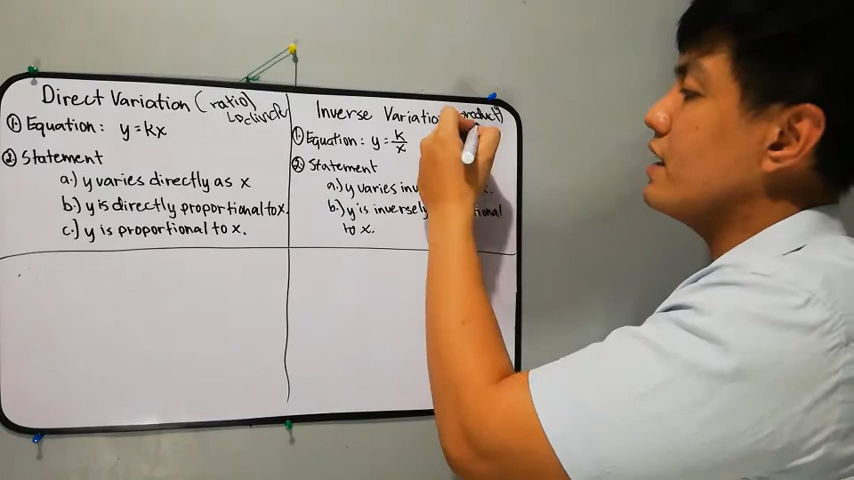 Direct Variation (ratio)
① Equation: y=kx
② Statement
a.) y varies directly as x
b.) y is directly proportional to x.
c.) y is proportional to x.
Inverse Variation product)
① Equation: y = k/x
② Statement
a.) y varies
b.) y is inversely
to x.